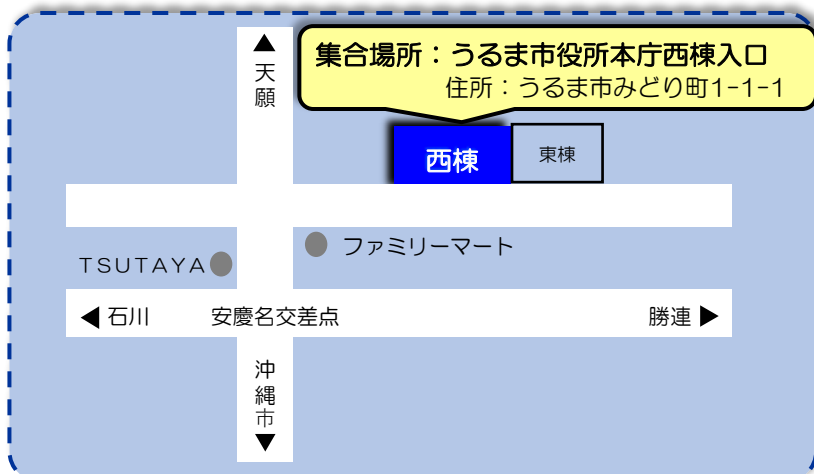 集合場所：うるま市役所本庁西棟入口
住所：うるま市みどり町1-1-1
▲
天願
西棟
東棟
ファミリーマート
TSUTAYA
◀石川
安慶名交差点
勝連▶
沖縄市
▼